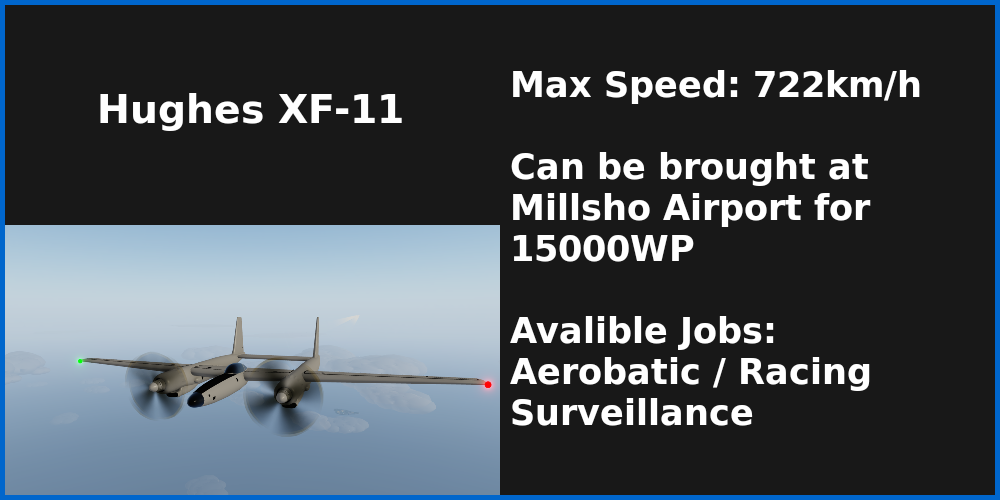 Hughes XF-11
Max Speed: 722km/h
Can be brought at
Millsho Airport for
15000WP
Avalible Jobs:
Aerobatic / Racing
Surveillance